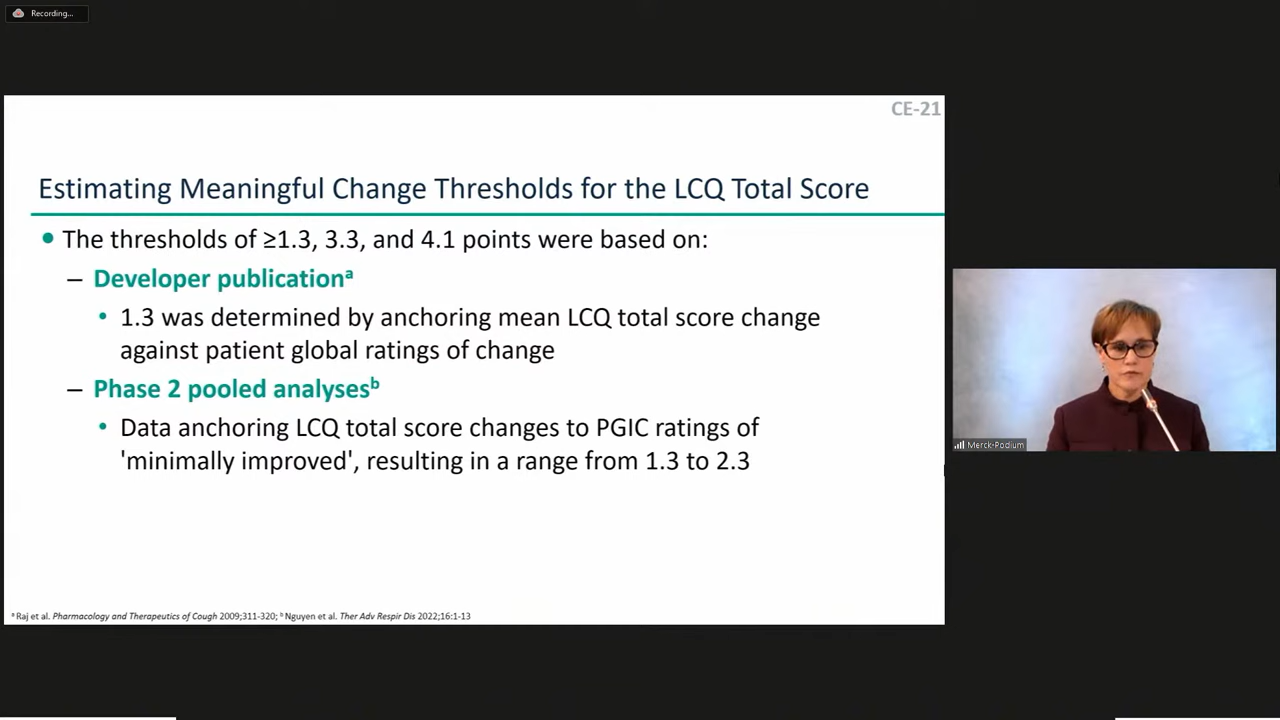 Recording...
CE-21
Estimating Meaningful Change Thresholds for the LCQ Total Score
• The thresholds of ≥1.3, 3.3, and 4.1 points were based on:
– Developer publicationᵃ
• 1.3 was determined by anchoring mean LCQ total score change
against patient global ratings of change
– Phase 2 pooled analysesᵇ
• Data anchoring LCQ total score changes to PGIC ratings of
'minimally improved', resulting in a range from 1.3 to 2.3
Merck-Podium
ᵃ Raj et al. Pharmacology and Therapeutics of Cough 2009;311-320; ᵇ Nguyen et al. Ther Adv Respir Dis 2022;16:1-13